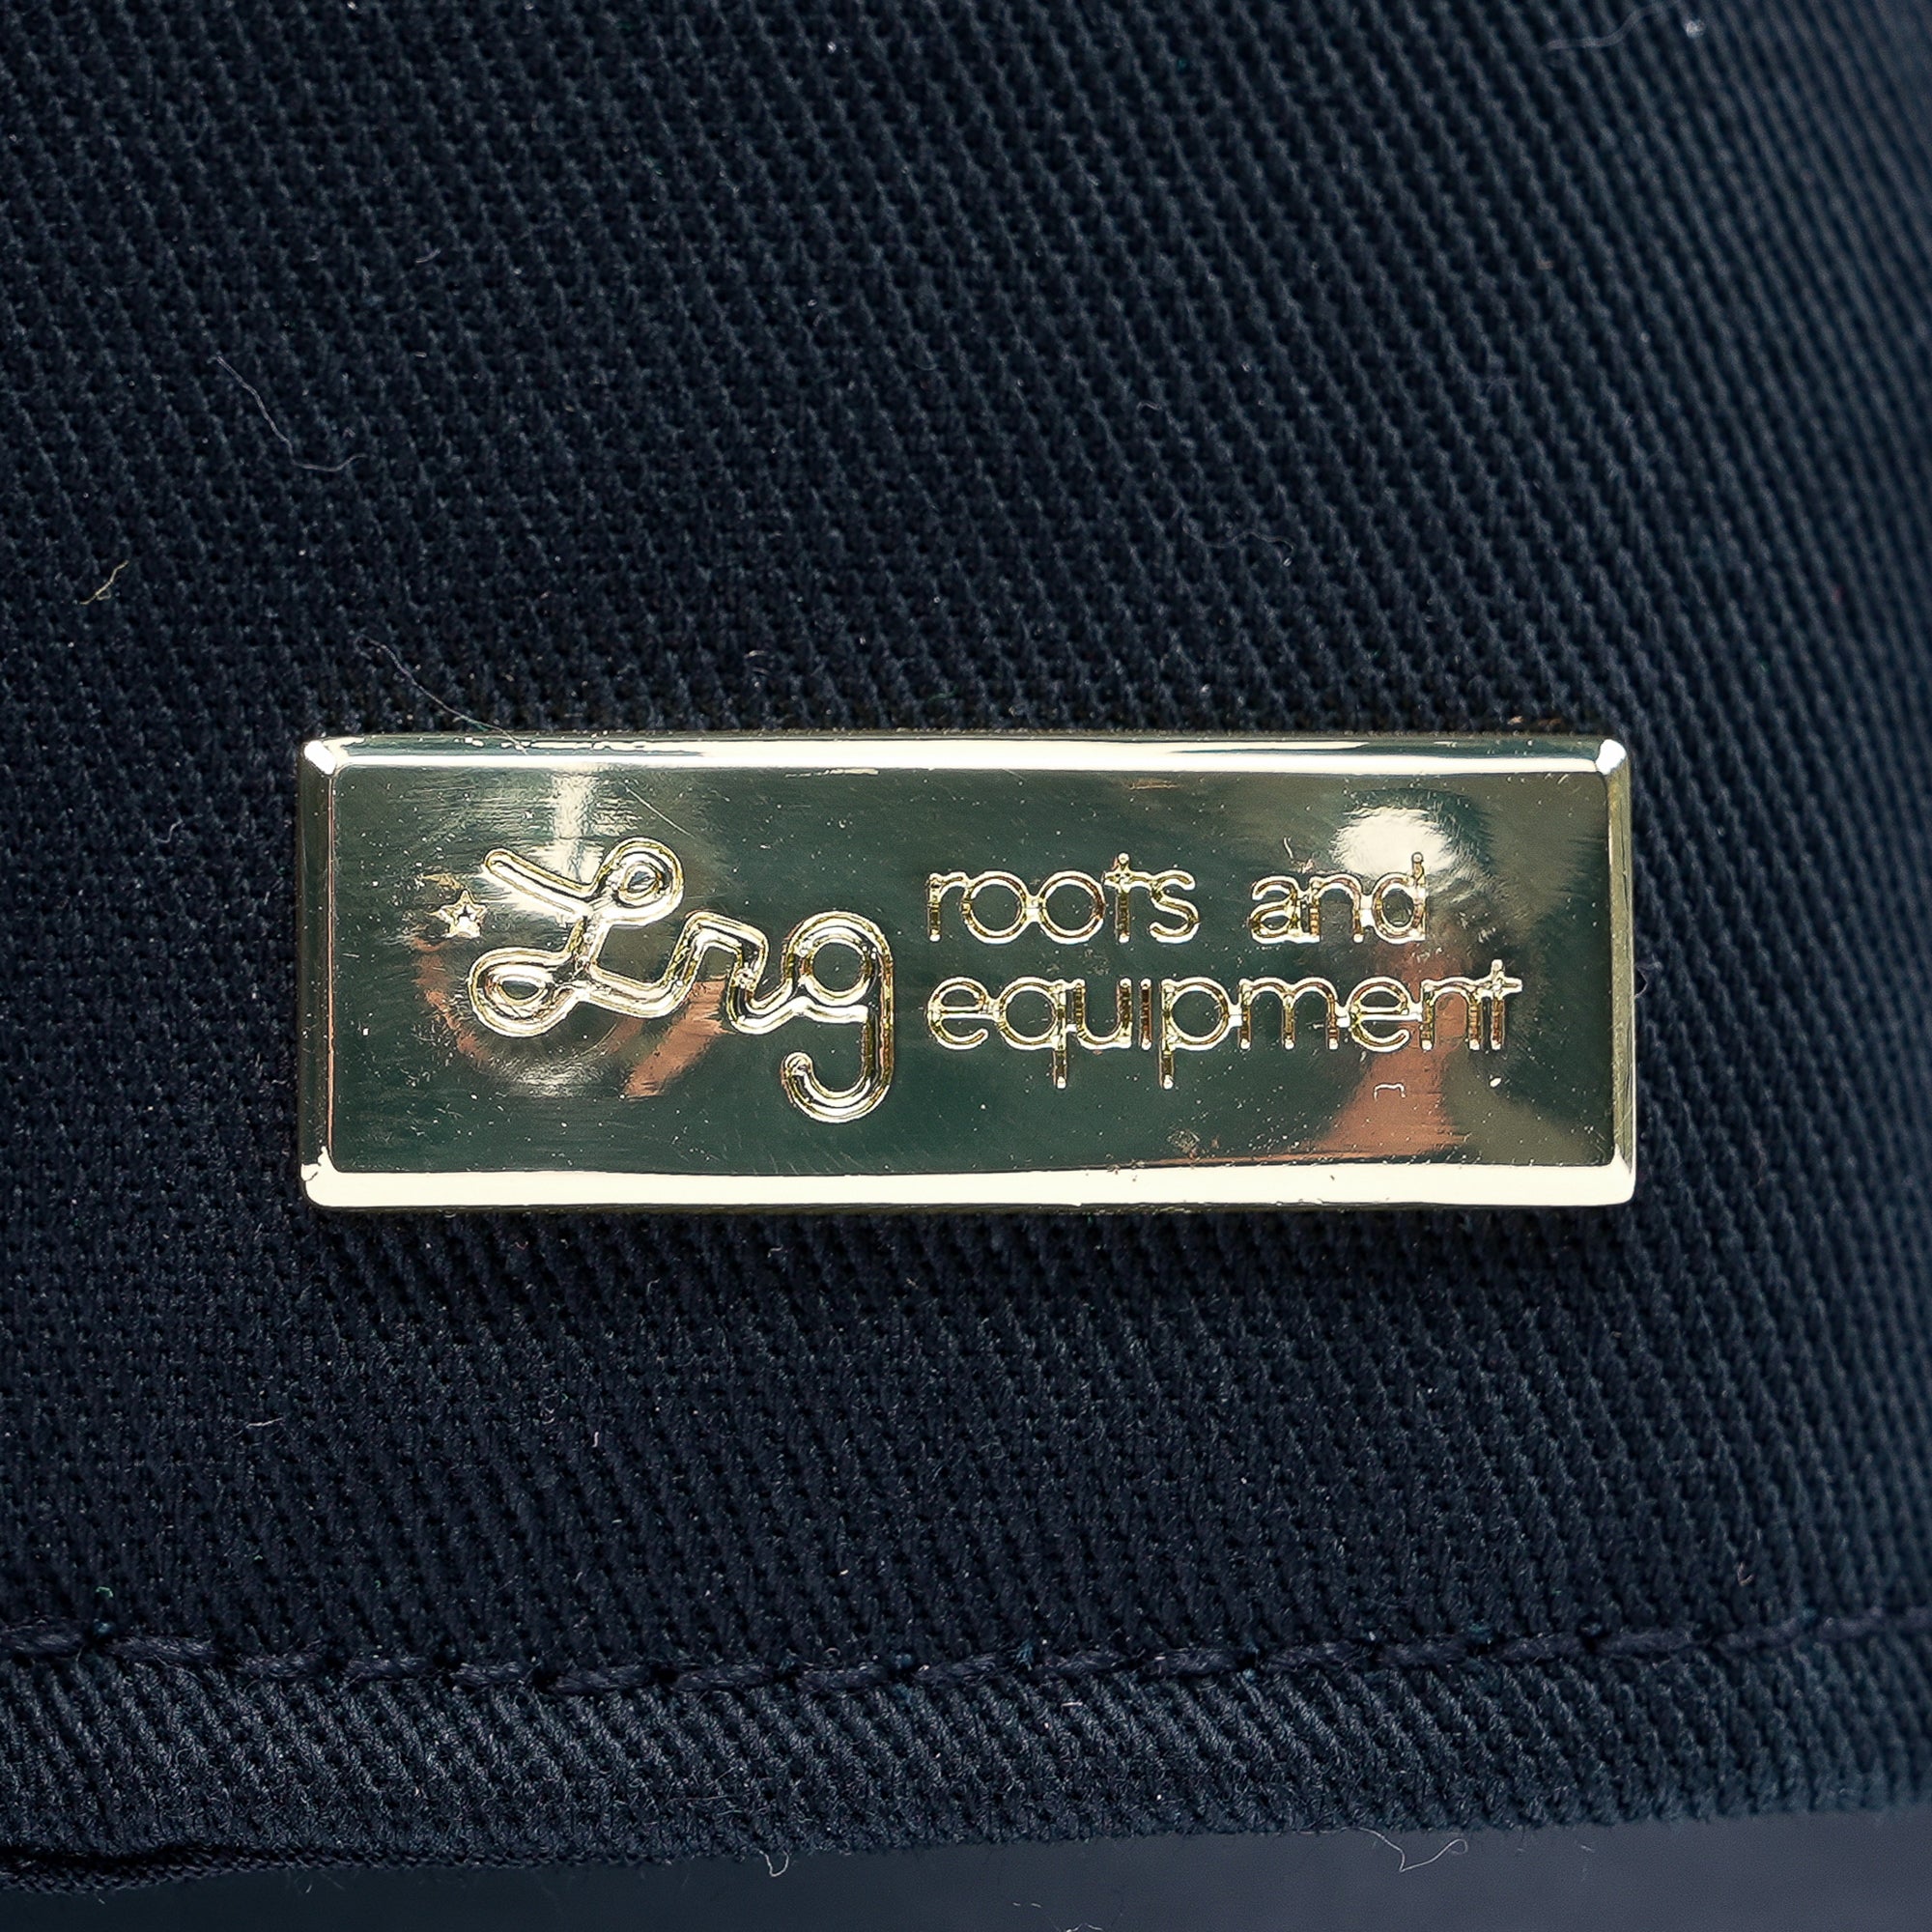 Lrg
roots and
equipment